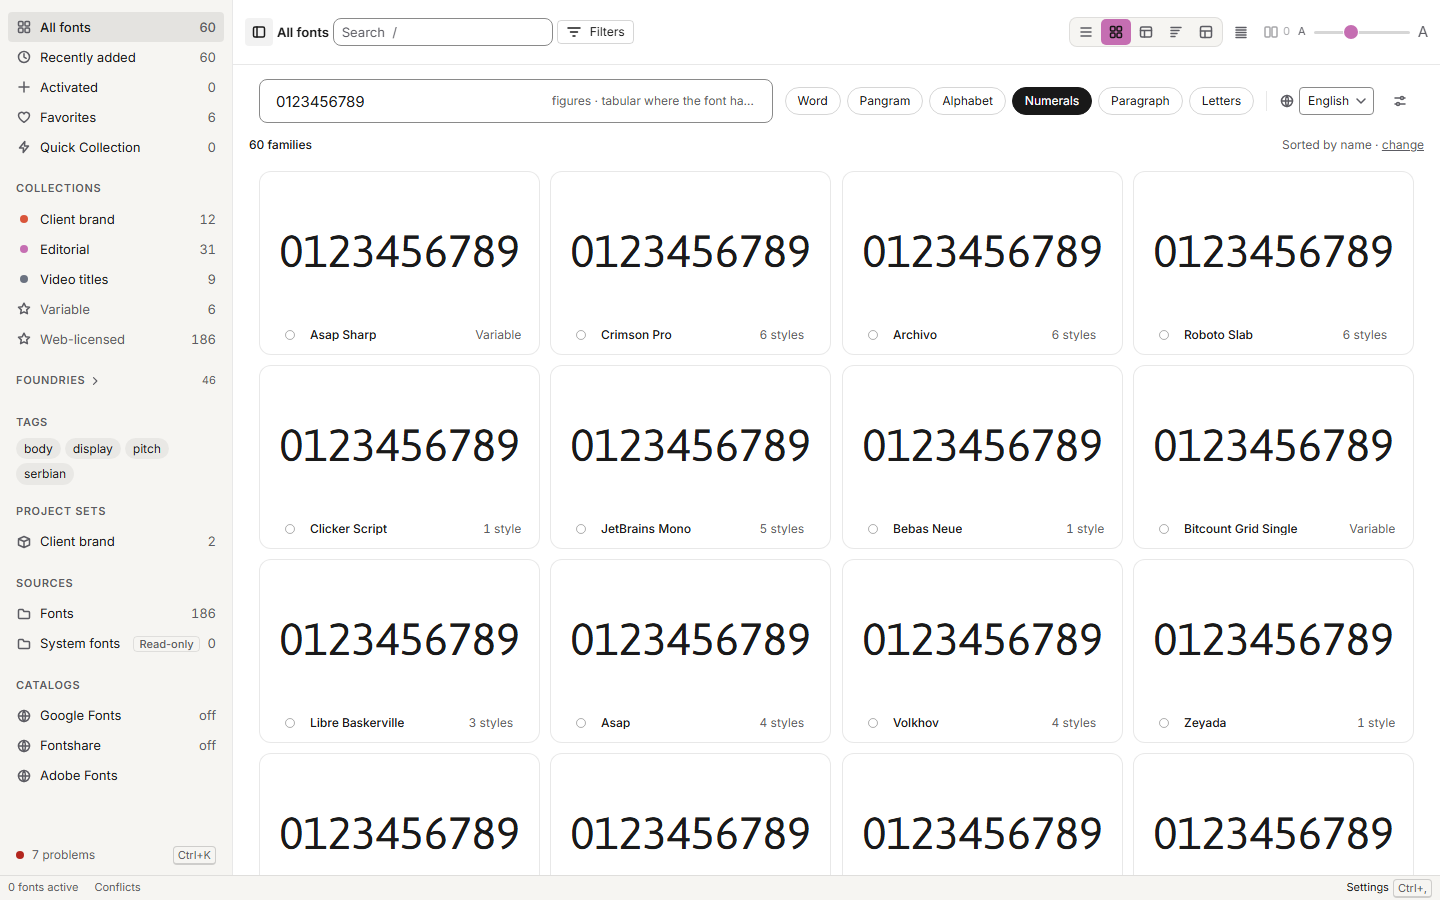 All fonts 60
Recently added 60
Activated 0
Favorites 6
Quick Collection 0
COLLECTIONS
Client brand 12
Editorial 31
Video titles 9
Variable 6
Web-licensed 186
FOUNDRIES 46
TAGS
body display pitch
serbian
PROJECT SETS
Client brand 2
SOURCES
Fonts 186
System fonts Read-only 0
CATALOGS
Google Fonts off
Fontshare off
Adobe Fonts
7 problems Ctrl+K
All fonts Search / Filters 0 A A
0123456789 figures · tabular where the font ha... Word Pangram Alphabet Numerals Paragraph Letters English
60 families Sorted by name · change
0123456789 0123456789 0123456789 0123456789
Asap Sharp Variable Crimson Pro 6 styles Archivo 6 styles Roboto Slab 6 styles
0123456789 0123456789 0123456789 0123456789
Clicker Script 1 style JetBrains Mono 5 styles Bebas Neue 1 style Bitcount Grid Single Variable
0123456789 0123456789 0123456789 0123456789
Libre Baskerville 3 styles Asap 4 styles Volkhov 4 styles Zeyada 1 style
0123456789 0123456789 0123456789 0123456789
0 fonts active Conflicts Settings Ctrl+,